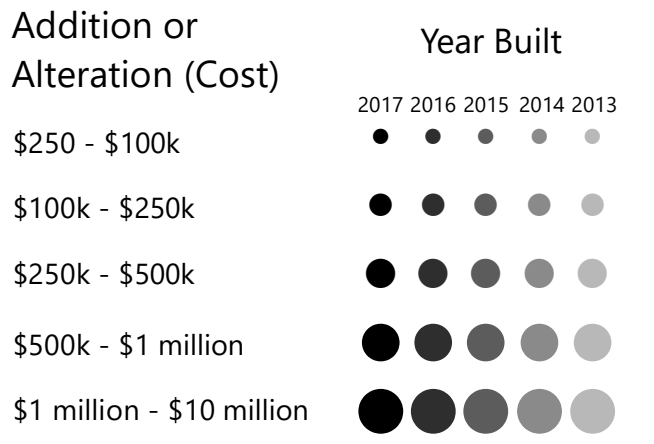 Addition or
Alteration (Cost)
Year Built
2017 2016 2015 2014 2013
$250 - $100k
$100k - $250k
$250k - $500k
$500k - $1 million
$1 million - $10 million